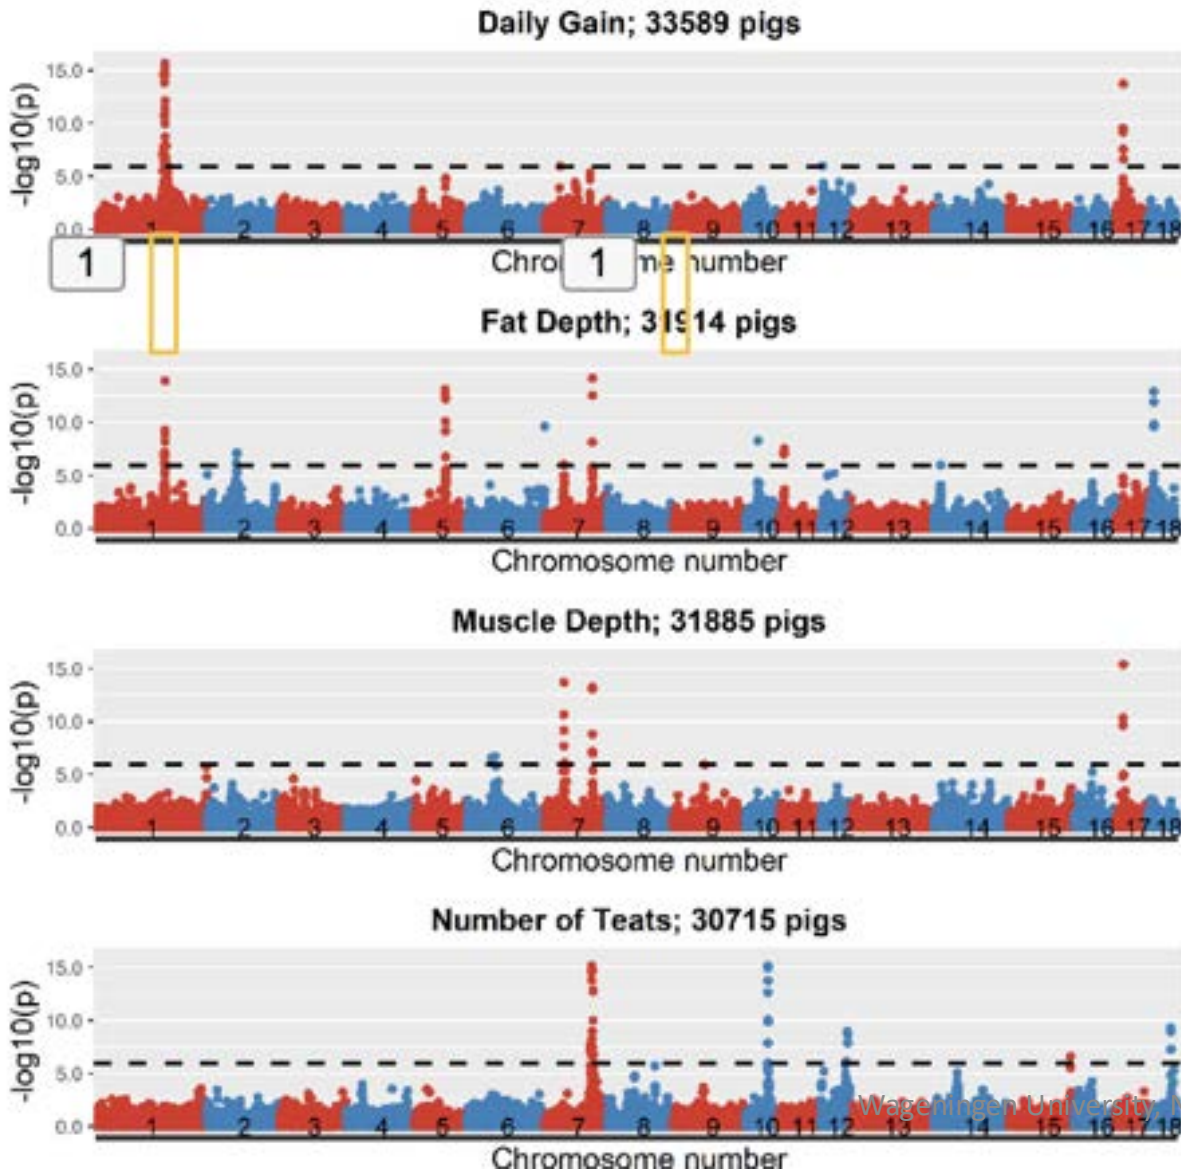 Daily Gain; 33589 pigs
-log10(p)
15.0
10.0
5.0
0.0
1 2 3 4 5 6 7 8 9 10 11 12 13 14 15 16 17 18
1 1
Chro me number
Fat Depth; 31914 pigs
-log10(p)
15.0
10.0
5.0
0.0
1 2 3 4 5 6 7 8 9 10 11 12 13 14 15 16 17 18
Chromosome number
Muscle Depth; 31885 pigs
-log10(p)
15.0
10.0
5.0
0.0
1 2 3 4 5 6 7 8 9 10 11 12 13 14 15 16 17 18
Chromosome number
Number of Teats; 30715 pigs
-log10(p)
15.0
10.0
5.0
0.0
Wageningen University,
1 2 3 4 5 6 7 8 9 10 11 12 13 14 15 16 17 18
Chromosome number